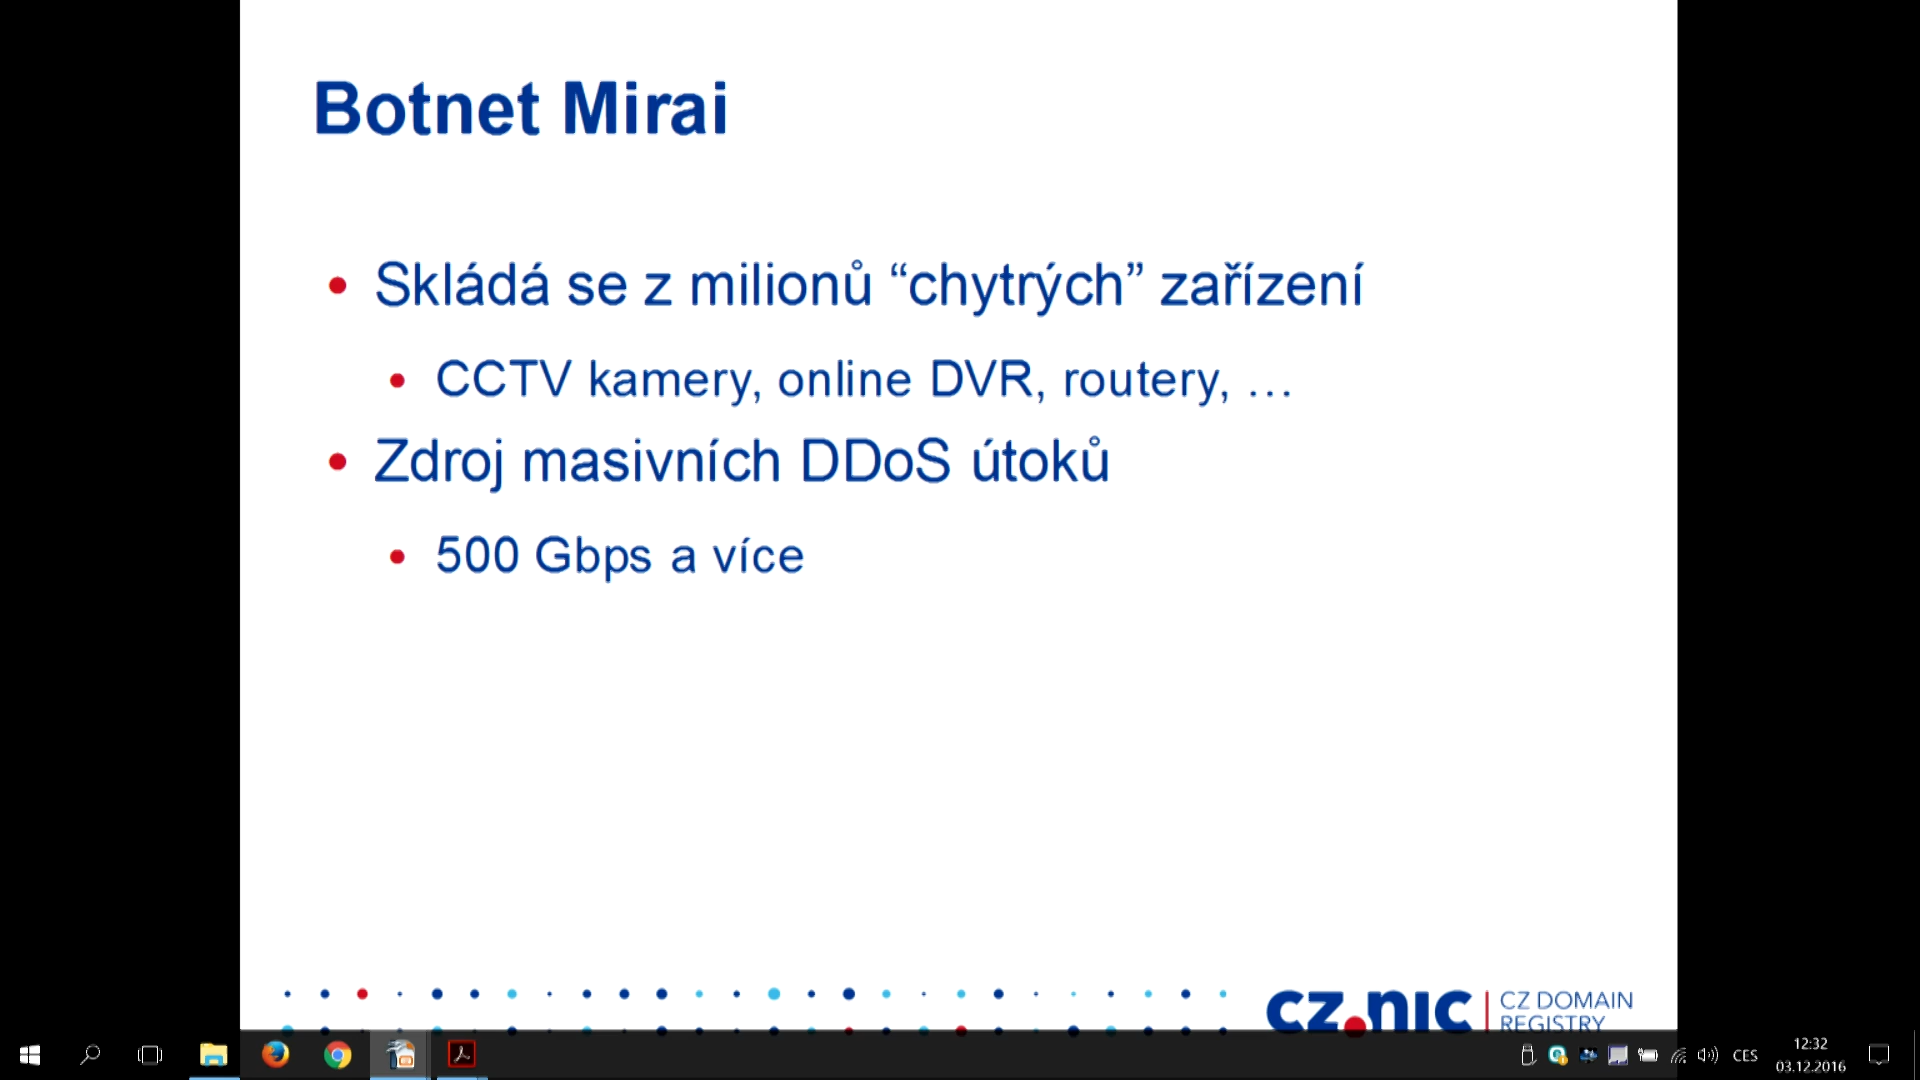 Botnet Mirai
• Skládá se z milionů “chytrých” zařízení
• CCTV kamery, online DVR, routery, …
• Zdroj masivních DDoS útoků
• 500 Gbps a více
CZ.NIC | CZ DOMAIN
REGISTRY
CES
12:32
03.12.2016